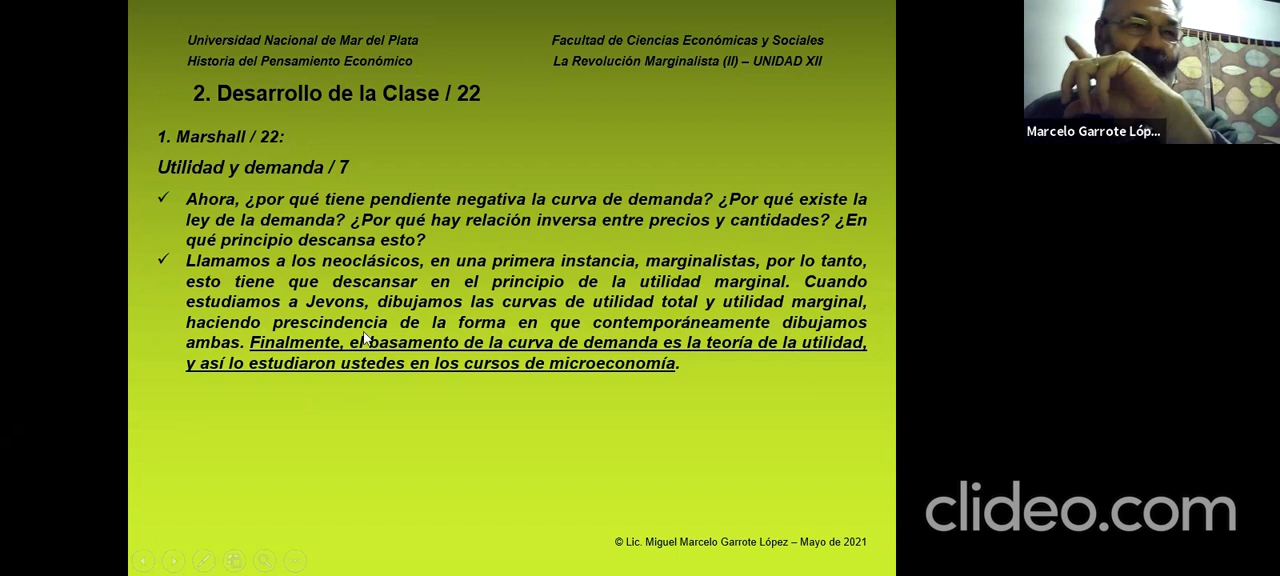 Universidad Nacional de Mar del Plata
Facultad de Ciencias Económicas y Sociales
Historia del Pensamiento Económico
La Revolución Marginalista (II) – UNIDAD XII
2. Desarrollo de la Clase / 22
1. Marshall / 22:
Utilidad y demanda / 7
✓ Ahora, ¿por qué tiene pendiente negativa la curva de demanda? ¿Por qué existe la
ley de la demanda? ¿Por qué hay relación inversa entre precios y cantidades? ¿En
qué principio descansa esto?
✓ Llamamos a los neoclásicos, en una primera instancia, marginalistas, por lo tanto,
esto tiene que descansar en el principio de la utilidad marginal. Cuando
estudiamos a Jevons, dibujamos las curvas de utilidad total y utilidad marginal,
haciendo prescindencia de la forma en que contemporáneamente dibujamos
ambas. Finalmente, el basamento de la curva de demanda es la teoría de la utilidad,
y así lo estudiaron ustedes en los cursos de microeconomía.
© Lic. Miguel Marcelo Garrote López – Mayo de 2021
Marcelo Garrote Lóp...
clideo.com